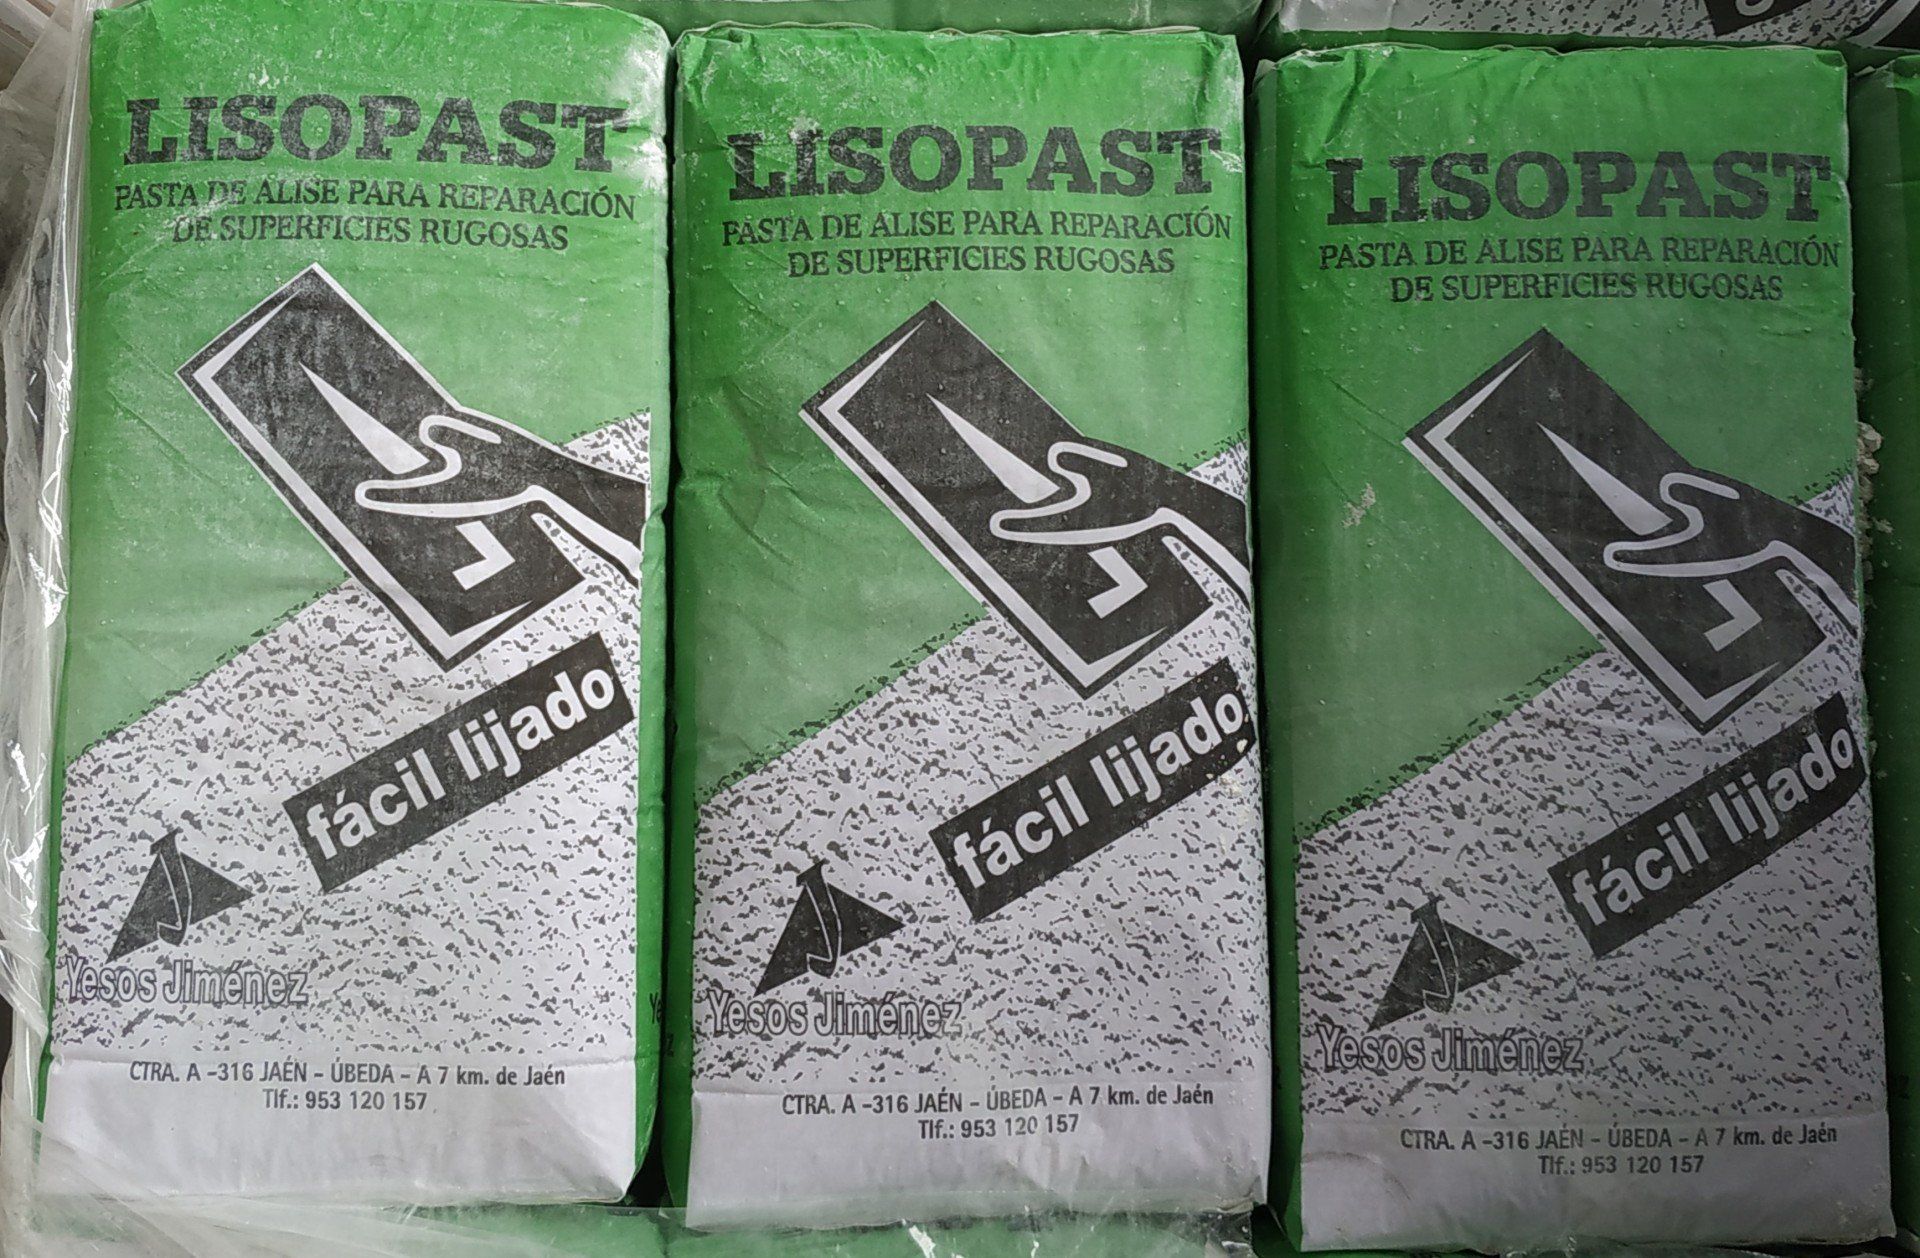 LISOPAST
PASTA DE ALISE PARA REPARACIÓN
DE SUPERFICIES RUGOSAS
fácil lijado
Yesos Jiménez
CTRA. A -316 JAÉN - ÚBEDA - A 7 km. de Jaén
Tlf.: 953 120 157
LISOPAST
PASTA DE ALISE PARA REPARACIÓN
DE SUPERFICIES RUGOSAS
fácil lijado
Yesos Jiménez
CTRA. A -316 JAÉN - ÚBEDA - A 7 km. de Jaén
Tlf.: 953 120 157
LISOPAST
PASTA DE ALISE PARA REPARACIÓN
DE SUPERFICIES RUGOSAS
fácil lijado
Yesos Jiménez
CTRA. A -316 JAÉN - ÚBEDA - A 7 km. de Jaén
Tlf.: 953 120 157